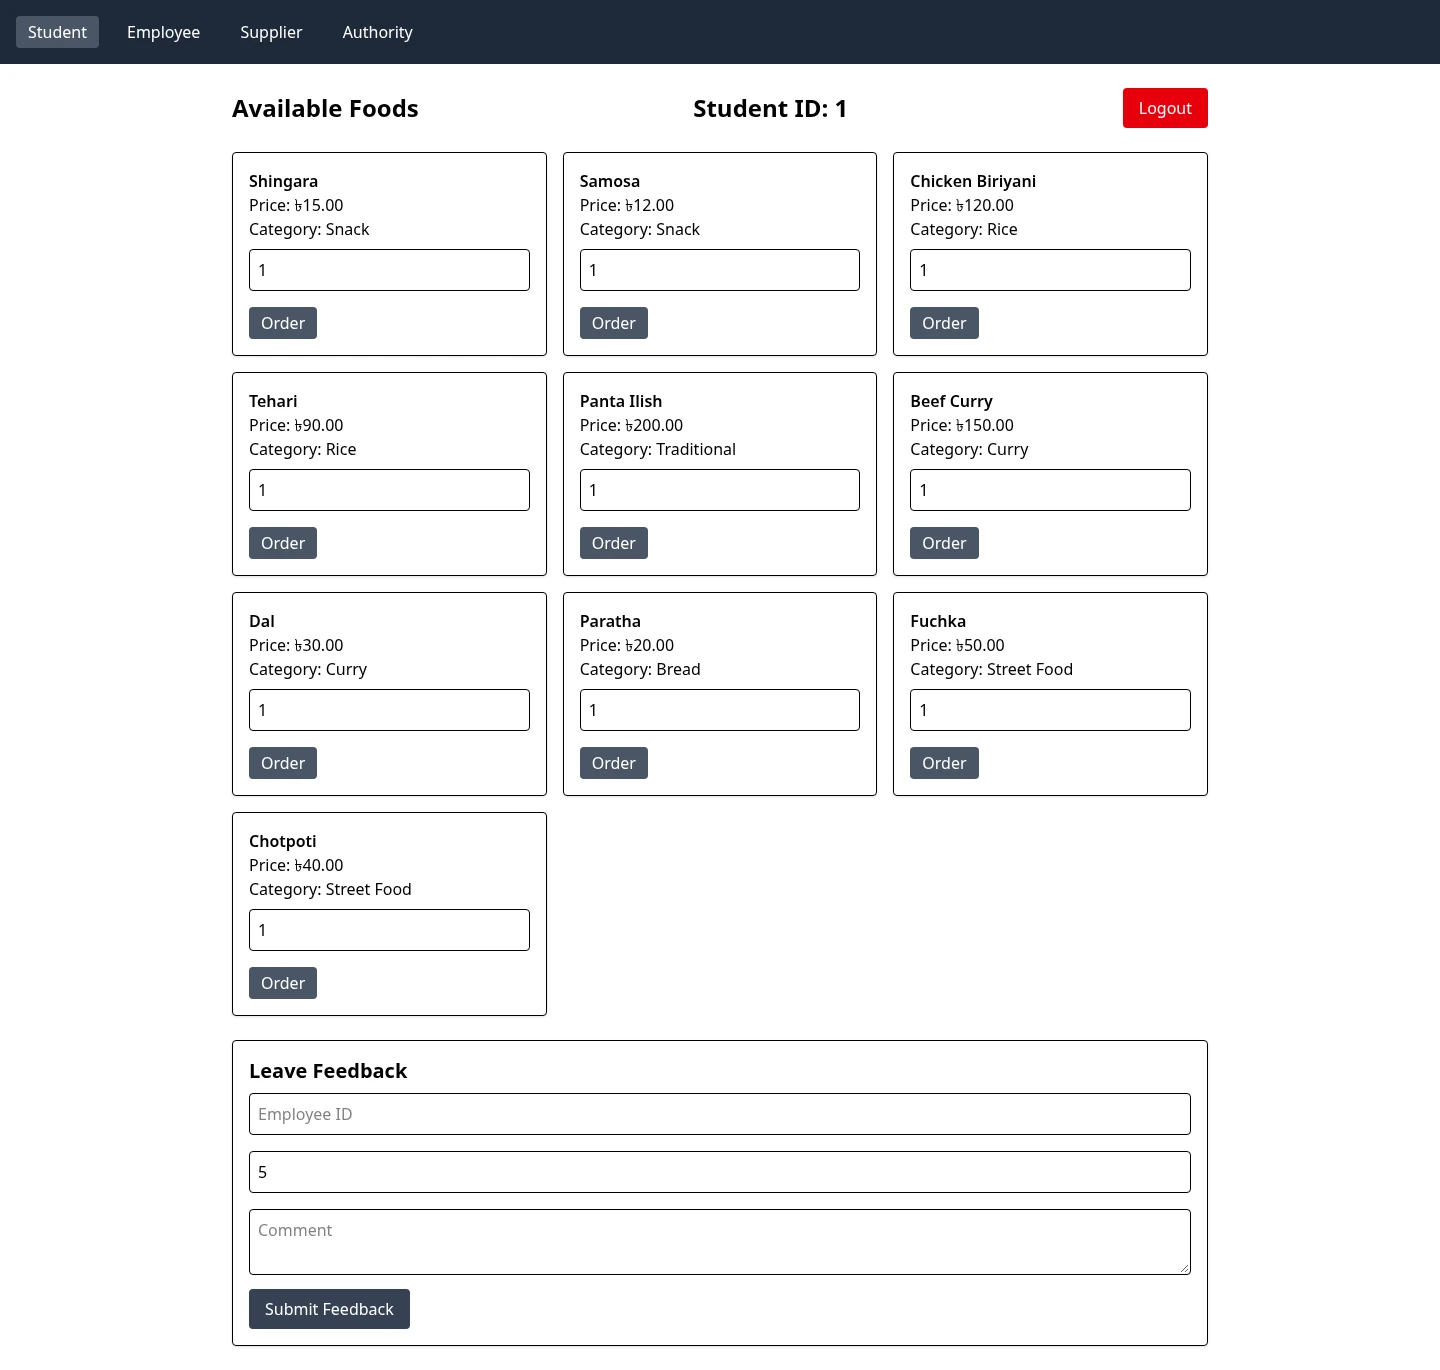 Student Employee Supplier Authority
Available Foods Student ID: 1 Logout
Shingara
Price: ৳15.00
Category: Snack
1
Order
Samosa
Price: ৳12.00
Category: Snack
1
Order
Chicken Biriyani
Price: ৳120.00
Category: Rice
1
Order
Tehari
Price: ৳90.00
Category: Rice
1
Order
Panta Ilish
Price: ৳200.00
Category: Traditional
1
Order
Beef Curry
Price: ৳150.00
Category: Curry
1
Order
Dal
Price: ৳30.00
Category: Curry
1
Order
Paratha
Price: ৳20.00
Category: Bread
1
Order
Fuchka
Price: ৳50.00
Category: Street Food
1
Order
Chotpoti
Price: ৳40.00
Category: Street Food
1
Order
Leave Feedback
Employee ID
5
Comment
Submit Feedback